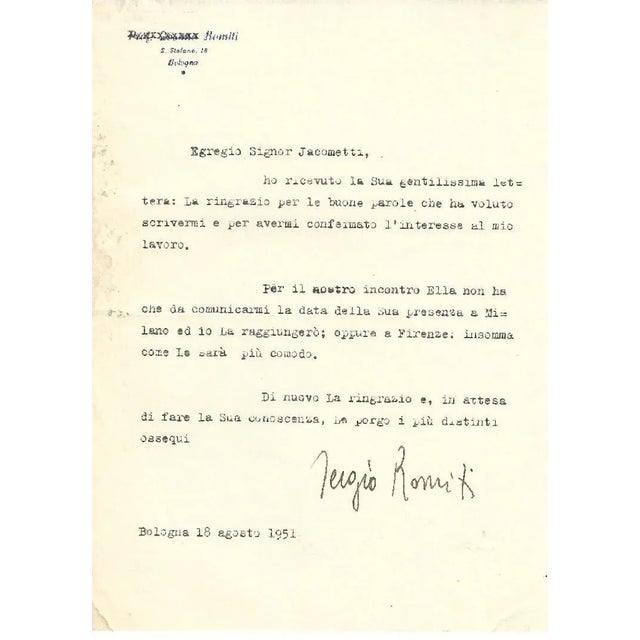 Romiti
S. Stefano, 16
Bologna
Egregio Signor Jacometti,
ho ricevuto la Sua gentilissima let=
tera: La ringrazio per le buone parole che ha voluto
scrivermi e per avermi confermato l'interesse al mio
lavoro.
Per il nostro incontro Ella non ha
che da comunicarmi la data della Sua presenza a Mi=
lano ed io La raggiungerò; oppure a Firenze: insomma
come Le sarà più comodo.
Di nuovo La ringrazio e, in attesa
di fare la Sua conoscenza, Le porgo i più distinti
ossequi
Sergio Romiti
Bologna 18 agosto 1951